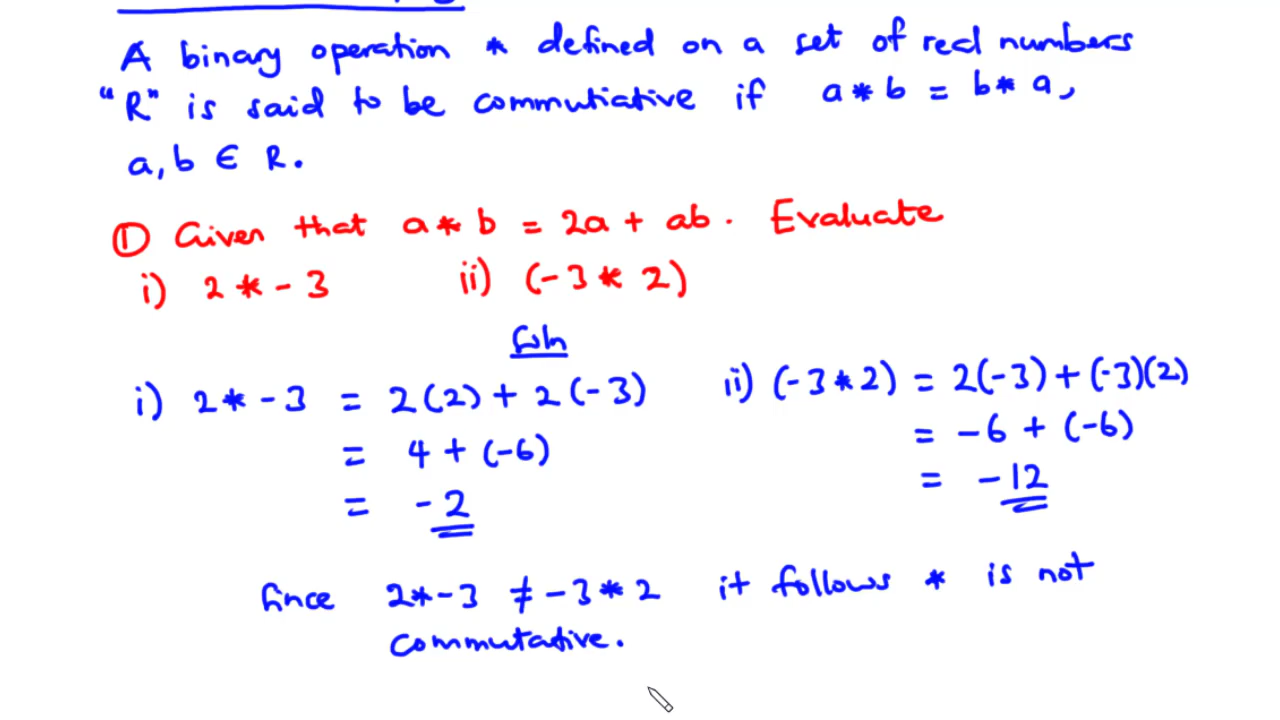 A binary operation * defined on a set of real numbers
"R" is said to be commutiative if a * b = b * a,
a, b ∈ R.
① Given that a * b = 2a + ab. Evaluate
i) 2 * - 3 ii) (- 3 * 2)
Soln
i) 2 * - 3 = 2(2) + 2(-3)
= 4 + (-6)
= - 2
ii) (- 3 * 2) = 2(-3) + (-3)(2)
= - 6 + (-6)
= - 12
Since 2 * - 3 ≠ - 3 * 2 it follows * is not
commutative.